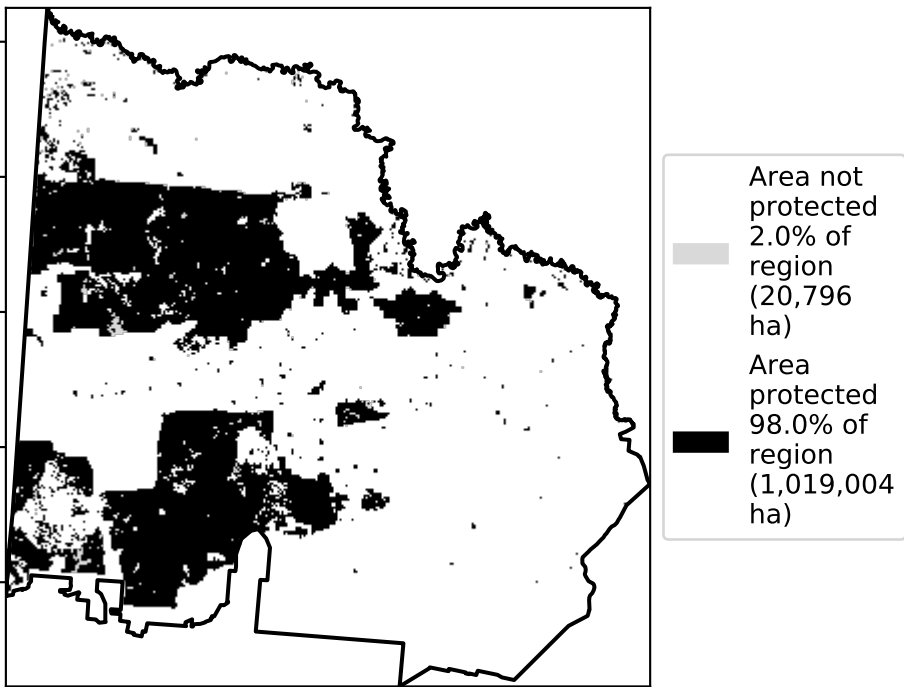 Area not
protected
2.0% of
region
(20,796
ha)
Area
protected
98.0% of
region
(1,019,004
ha)